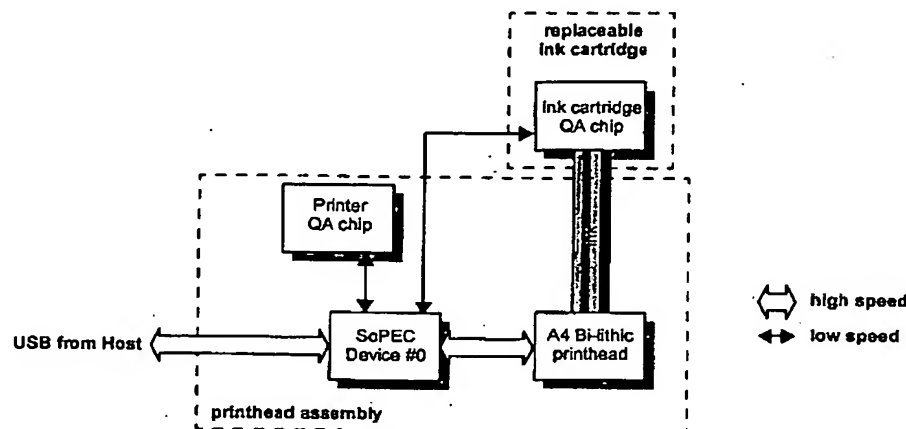 replaceable
ink cartridge
Ink cartridge
QA chip
Printer
QA chip
high speed
USB from Host
SoPEC
Device #0
A4 Bi-lithic
printhead
low speed
printhead assembly